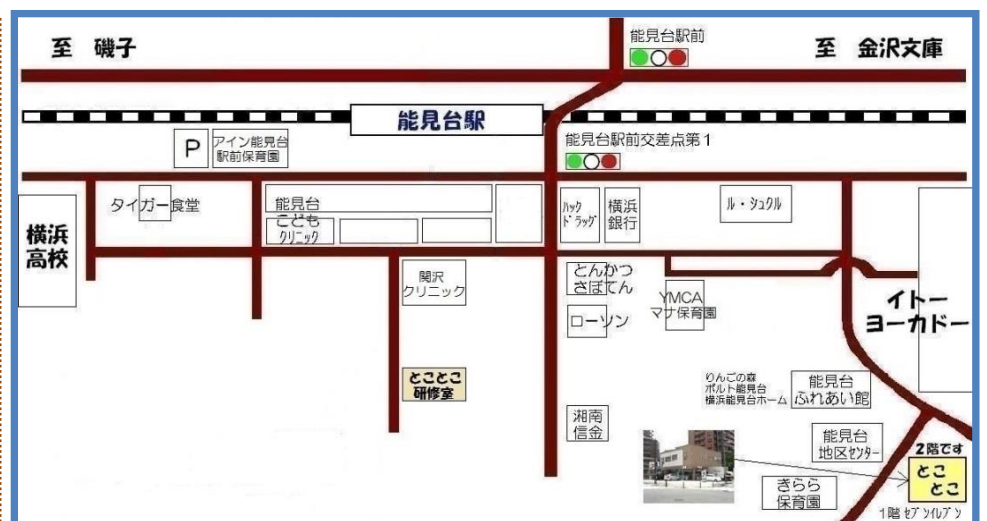 至 磯子
能見台駅前
至 金沢文庫
能見台駅
能見台駅前交差点第1
P
アイン能見台
駅前保育園
横浜
高校
タイガー食堂
能見台
こども
クリニック
ハック
ドラッグ
横浜
銀行
ル・シュクル
関沢
クリニック
とんかつ
さぼてん
YMCA
マナ保育園
イトー
ヨーカドー
ローソン
とことこ
研修室
りんごの森
ポルト能見台
横浜能見台ホーム
能見台
ふれあい館
湘南
信金
能見台
地区センター
2階です
とこ
とこ
きらら
保育園
1階 セブンイレブン